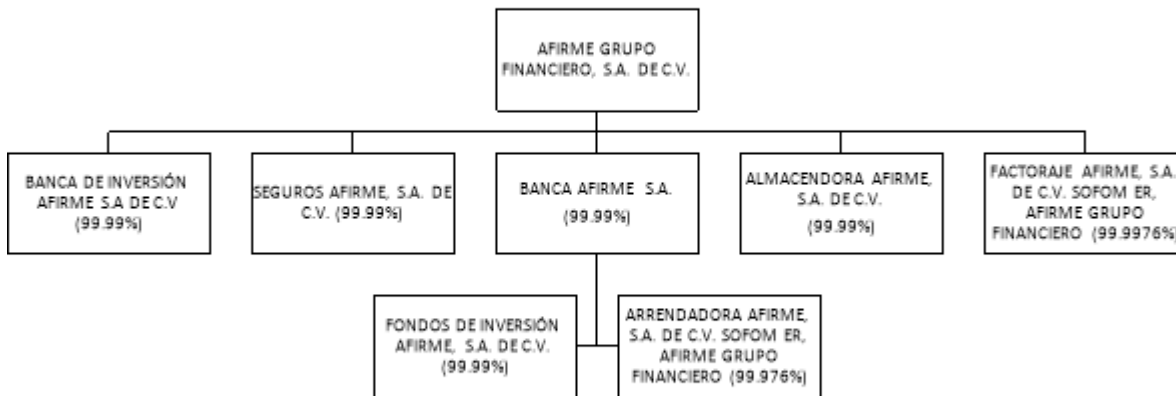 AFIRME GRUPO
FINANCIERO, S.A. DE C.V.
BANCA DE INVERSIÓN
AFIRME S.A DE C.V
(99.99%)
SEGUROS AFIRME, S.A. DE
C.V. (99.99%)
BANCA AFIRME S.A.
(99.99%)
ALMACENDORA AFIRME,
S.A. DE C.V.
(99.99%)
FACTORAJE AFIRME, S.A.
DE C.V. SOFOM ER,
AFIRME GRUPO
FINANCIERO (99.9976%)
FONDOS DE INVERSIÓN
AFIRME, S.A. DE C.V.
(99.99%)
ARRENDADORA AFIRME,
S.A. DE C.V. SOFOM ER,
AFIRME GRUPO
FINANCIERO (99.976%)